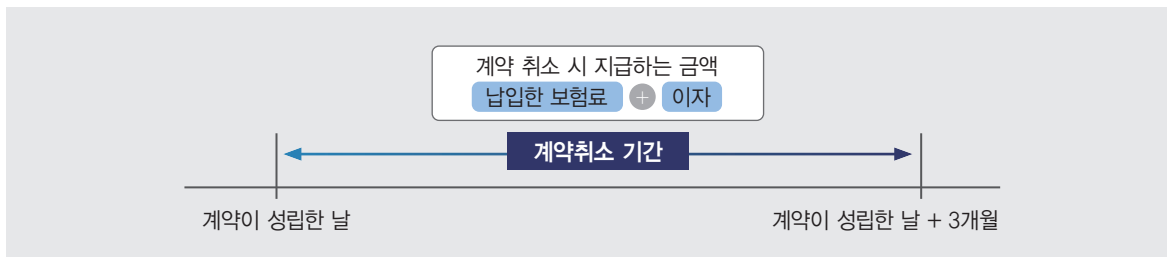 계약 취소 시 지급하는 금액
납입한 보험료 + 이자
계약취소 기간
계약이 성립한 날
계약이 성립한 날 + 3개월